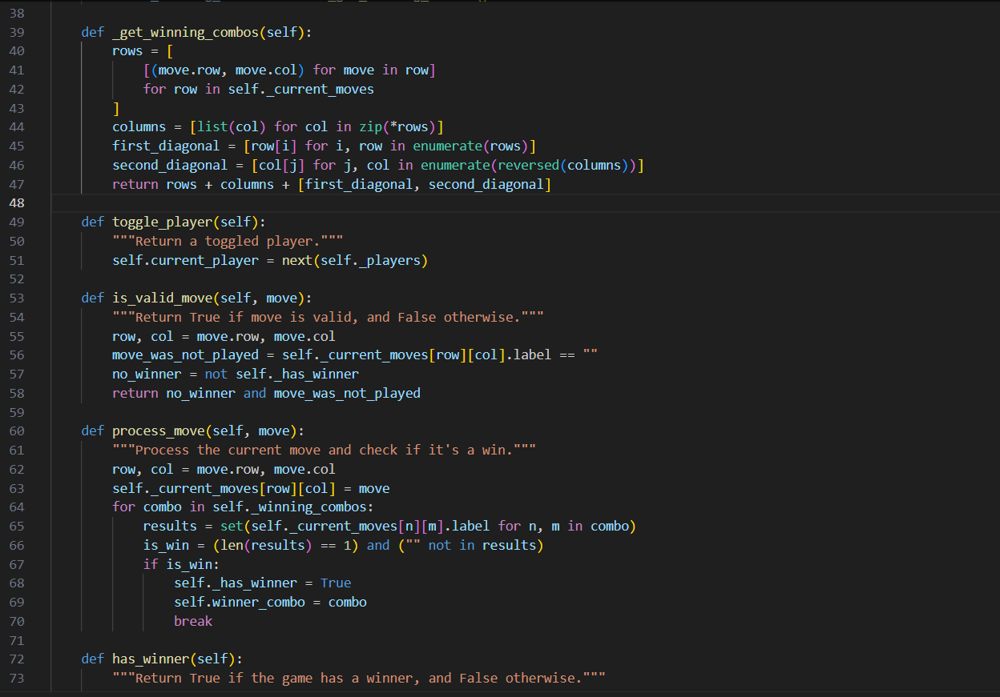 38
39 def _get_winning_combos(self):
40 rows = [
41 [(move.row, move.col) for move in row]
42 for row in self._current_moves
43 ]
44 columns = [list(col) for col in zip(*rows)]
45 first_diagonal = [row[i] for i, row in enumerate(rows)]
46 second_diagonal = [col[j] for j, col in enumerate(reversed(columns))]
47 return rows + columns + [first_diagonal, second_diagonal]
48
49 def toggle_player(self):
50 """Return a toggled player."""
51 self.current_player = next(self._players)
52
53 def is_valid_move(self, move):
54 """Return True if move is valid, and False otherwise."""
55 row, col = move.row, move.col
56 move_was_not_played = self._current_moves[row][col].label == ""
57 no_winner = not self._has_winner
58 return no_winner and move_was_not_played
59
60 def process_move(self, move):
61 """Process the current move and check if it's a win."""
62 row, col = move.row, move.col
63 self._current_moves[row][col] = move
64 for combo in self._winning_combos:
65 results = set(self._current_moves[n][m].label for n, m in combo)
66 is_win = (len(results) == 1) and ("" not in results)
67 if is_win:
68 self._has_winner = True
69 self.winner_combo = combo
70 break
71
72 def has_winner(self):
73 """Return True if the game has a winner, and False otherwise."""